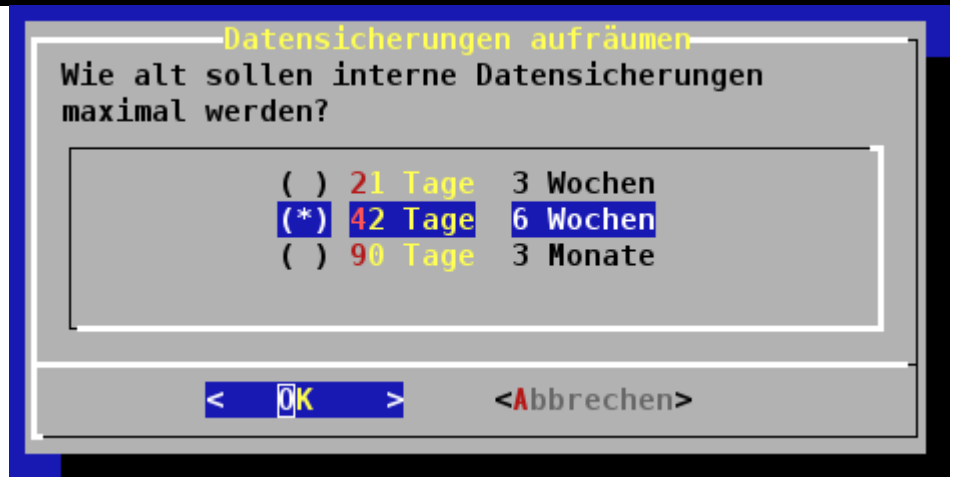 Datensicherungen aufräumen
Wie alt sollen interne Datensicherungen
maximal werden?
( ) 21 Tage 3 Wochen
(*) 42 Tage 6 Wochen
( ) 90 Tage 3 Monate
< OK > <Abbrechen>